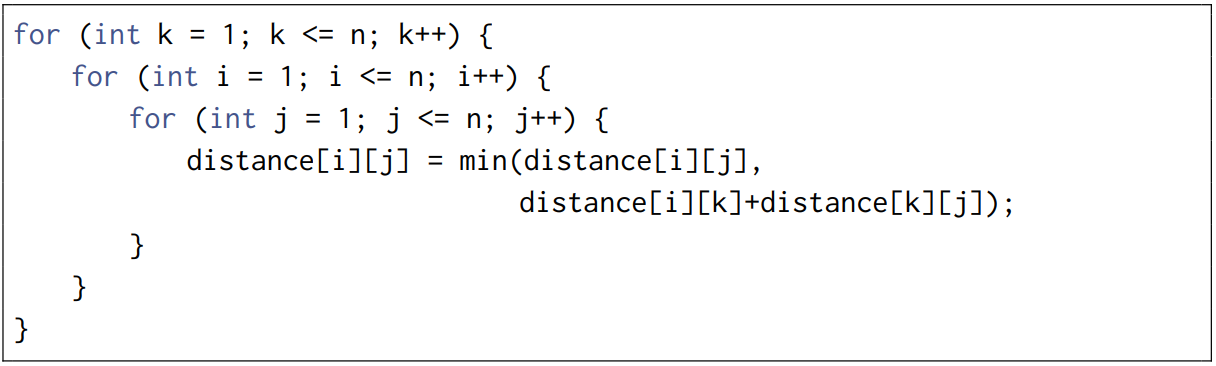 for (int k = 1; k <= n; k++) {
    for (int i = 1; i <= n; i++) {
        for (int j = 1; j <= n; j++) {
            distance[i][j] = min(distance[i][j],
                                   distance[i][k]+distance[k][j]);
        }
    }
}